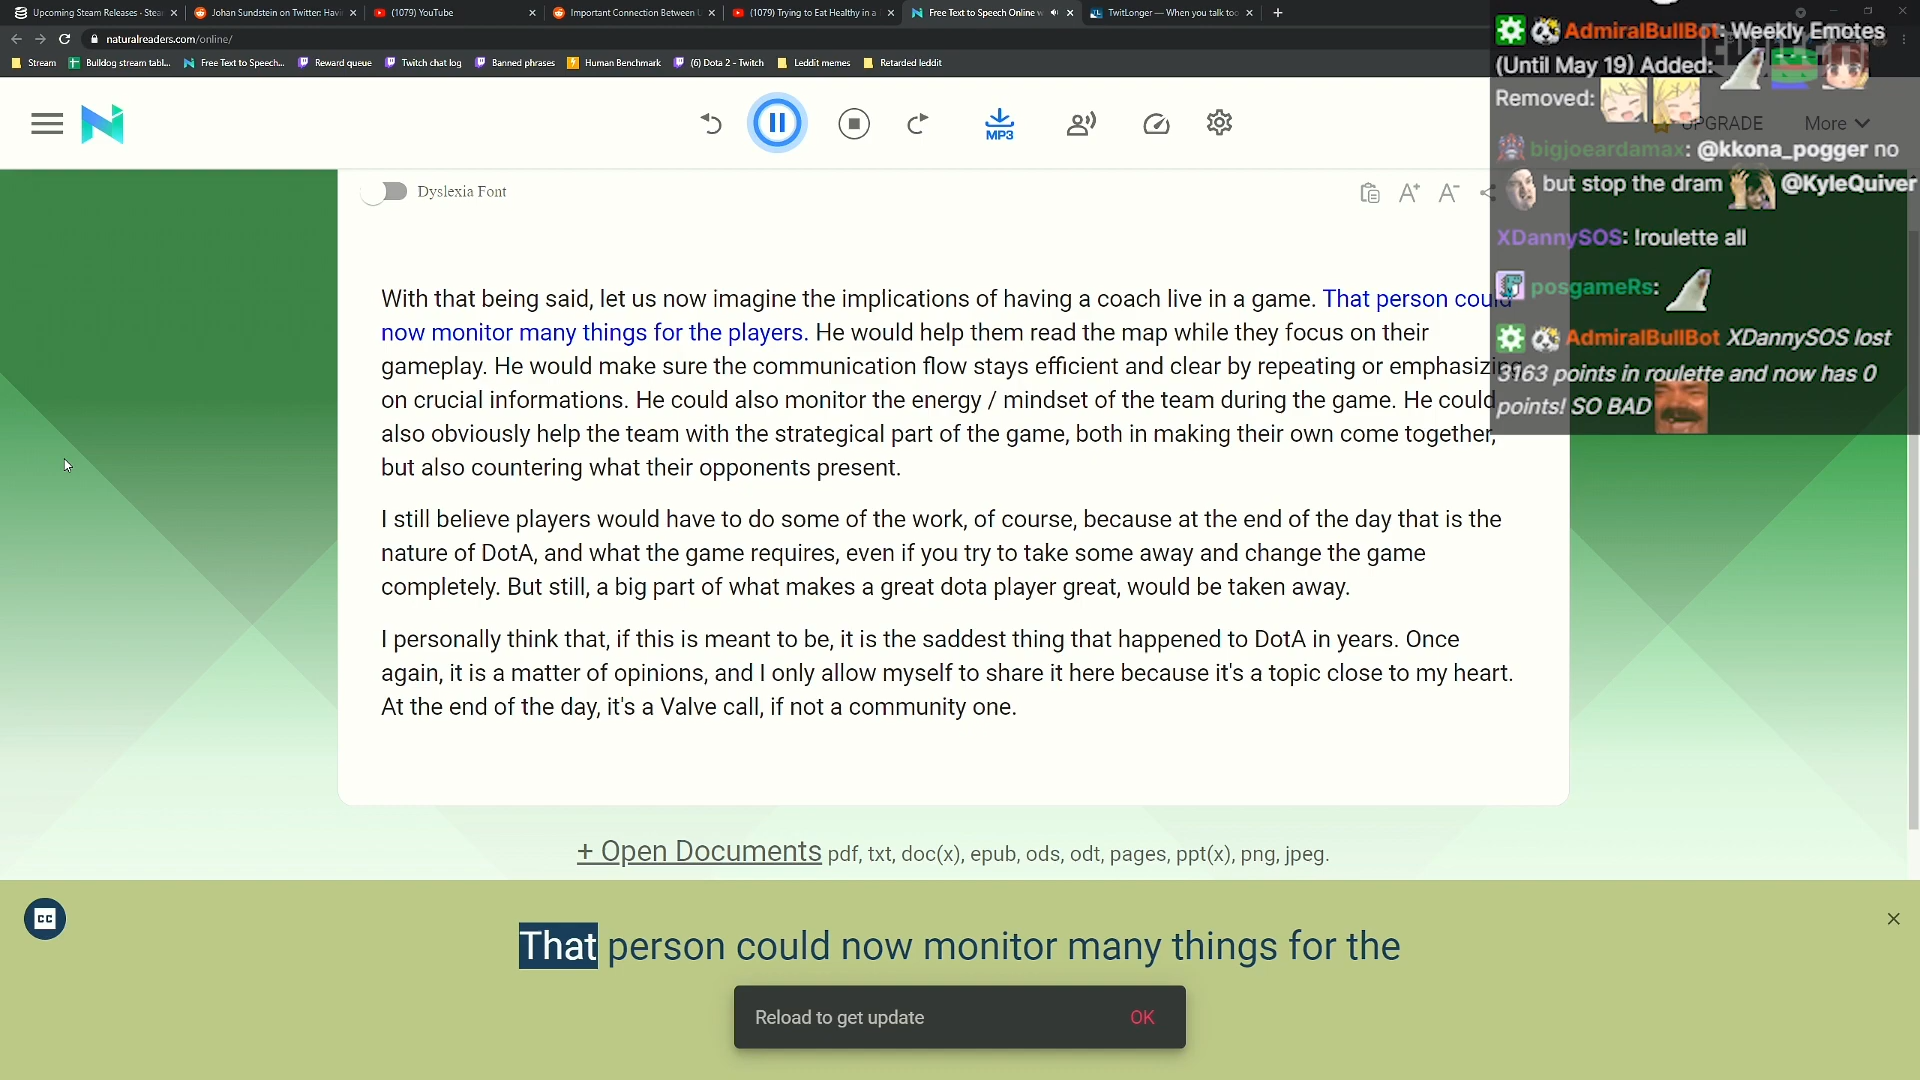 Upcoming Steam Releases · Stea
Johan Sundstein on Twitter: Havi
(1079) YouTube
Important Connection Between
(1079) Trying to Eat Healthy in a
Free Text to Speech Online w
TwitLonger — When you talk too
naturalreaders.com/online/
Stream
Bulldog stream tabl...
Free Text to Speech...
Reward queue
Twitch chat log
Banned phrases
Human Benchmark
(6) Dota 2 - Twitch
Leddit memes
Retarded leddit
MP3
UPGRADE
More
Dyslexia Font
A+ A-
With that being said, let us now imagine the implications of having a coach live in a game. That person could
now monitor many things for the players. He would help them read the map while they focus on their
gameplay. He would make sure the communication flow stays efficient and clear by repeating or emphasizing
on crucial informations. He could also monitor the energy / mindset of the team during the game. He could
also obviously help the team with the strategical part of the game, both in making their own come together,
but also countering what their opponents present.
I still believe players would have to do some of the work, of course, because at the end of the day that is the
nature of DotA, and what the game requires, even if you try to take some away and change the game
completely. But still, a big part of what makes a great dota player great, would be taken away.
I personally think that, if this is meant to be, it is the saddest thing that happened to DotA in years. Once
again, it is a matter of opinions, and I only allow myself to share it here because it's a topic close to my heart.
At the end of the day, it's a Valve call, if not a community one.
AdmiralBullBot: Weekly Emotes
(Until May 19) Added:
Removed:
bigjoeardamax: @kkona_pogger no
but stop the dram @KyleQuiver
XDannySOS: !roulette all
posgameRs:
AdmiralBullBot XDannySOS lost
3163 points in roulette and now has 0
points! SO BAD
+ Open Documents pdf, txt, doc(x), epub, ods, odt, pages, ppt(x), png, jpeg.
CC
That person could now monitor many things for the
Reload to get update
OK